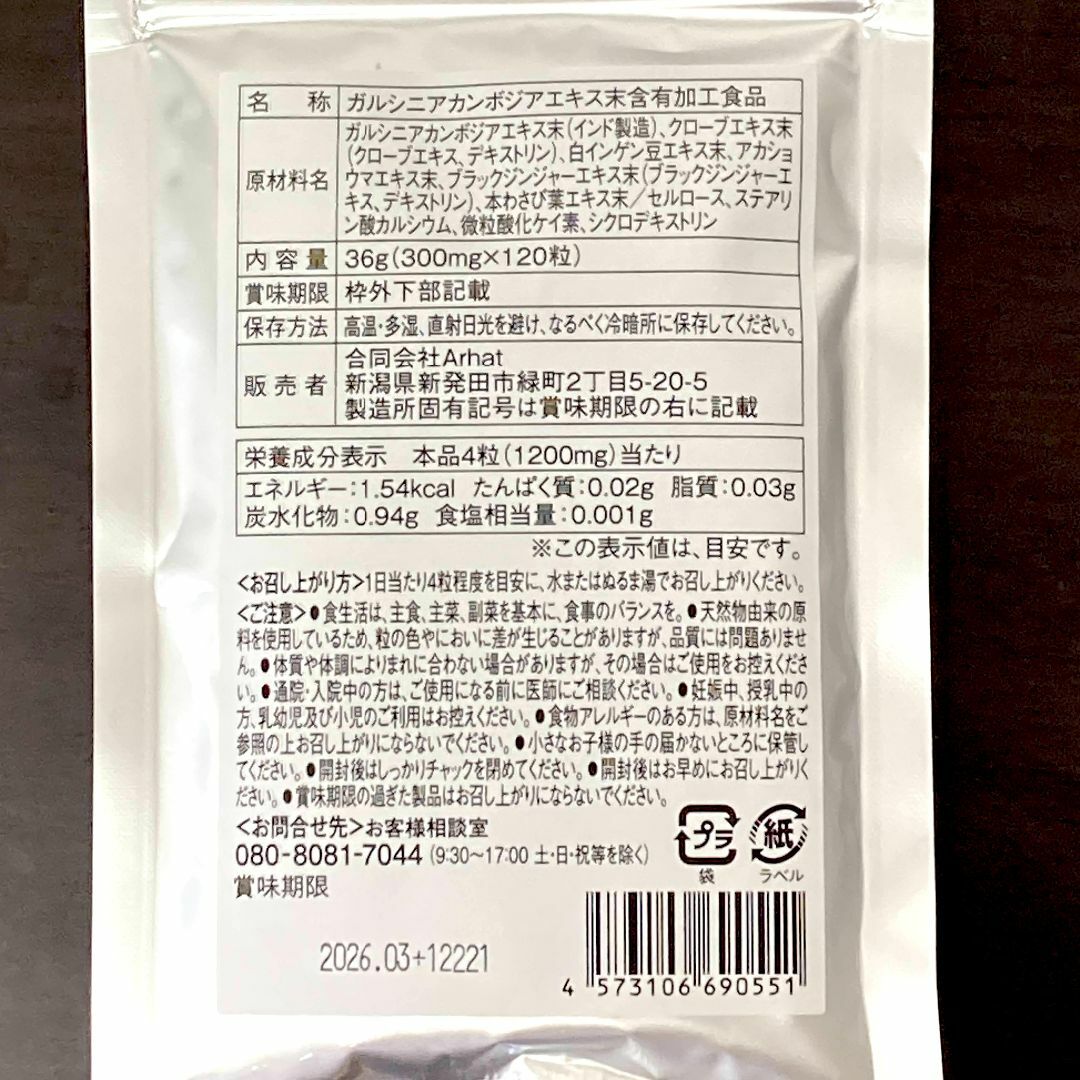 名称 ガルシニアカンボジアエキス末含有加工食品
原材料名 ガルシニアカンボジアエキス末(インド製造)、クローブエキス末
(クローブエキス、デキストリン)、白インゲン豆エキス末、アカショ
ウマエキス末、ブラックジンジャーエキス末(ブラックジンジャーエ
キス、デキストリン)、本わさび葉エキス末/セルロース、ステアリ
ン酸カルシウム、微粒酸化ケイ素、シクロデキストリン
内容量 36g(300mg×120粒)
賞味期限 枠外下部記載
保存方法 高温・多湿、直射日光を避け、なるべく冷暗所に保存してください。
販売者 合同会社Arhat
新潟県新発田市緑町2丁目5-20-5
製造所固有記号は賞味期限の右に記載
栄養成分表示 本品4粒(1200mg)当たり
エネルギー:1.54kcal たんぱく質:0.02g 脂質:0.03g
炭水化物:0.94g 食塩相当量:0.001g
※この表示値は、目安です。
<お召し上がり方>1日当たり4粒程度を目安に、水またはぬるま湯でお召し上がりください。
<ご注意>●食生活は、主食、主菜、副菜を基本に、食事のバランスを。●天然物由来の原
料を使用しているため、粒の色やにおいに差が生じることがありますが、品質には問題ありませ
ん。●体質や体調によりまれに合わない場合がありますが、その場合はご使用をお控えくださ
い。●通院・入院中の方は、ご使用になる前に医師にご相談ください。●妊娠中、授乳中の
方、乳幼児及び小児のご利用はお控えください。●食物アレルギーのある方は、原材料名をご
参照の上お召し上がりにならないでください。●小さなお子様の手の届かないところに保管し
てください。●開封後はしっかりチャックを閉めてください。●開封後はお早めにお召し上がりく
ださい。●賞味期限の過ぎた製品はお召し上がりにならないでください。
<お問合せ先>お客様相談室
080-8081-7044 (9:30〜17:00 土・日・祝等を除く)
プラ 紙
袋 ラベル
賞味期限
2026.03+12221
4 573106 690551